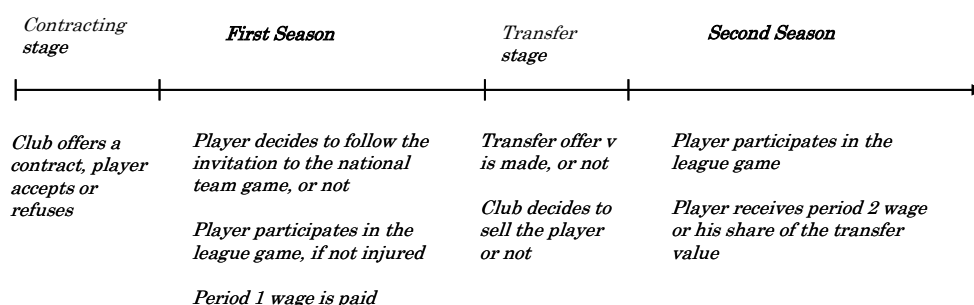 Contracting
stage
First Season
Transfer
stage
Second Season
Club offers a
contract, player
accepts or
refuses
Player decides to follow the
invitation to the national
team game, or not
Player participates in the
league game, if not injured
Period 1 wage is paid
Transfer offer v
is made, or not
Club decides to
sell the player
or not
Player participates in the
league game
Player receives period 2 wage
or his share of the transfer
value